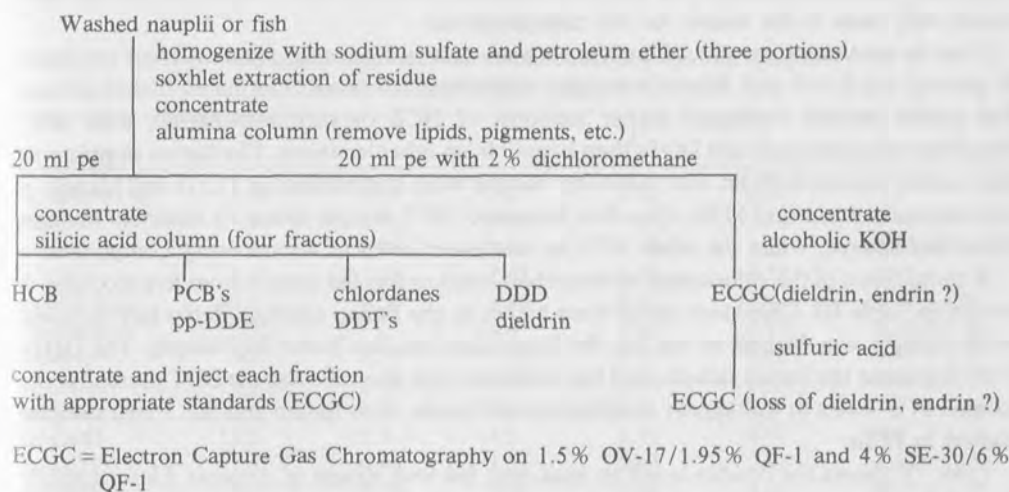 Washed nauplii or fish
homogenize with sodium sulfate and petroleum ether (three portions)
soxhlet extraction of residue
concentrate
alumina column (remove lipids, pigments, etc.)
20 ml pe 20 ml pe with 2% dichloromethane
concentrate concentrate
silicic acid column (four fractions) alcoholic KOH
HCB PCB's chlordanes DDD ECGC(dieldrin, endrin ?)
pp-DDE DDT's dieldrin
sulfuric acid
concentrate and inject each fraction
with appropriate standards (ECGC) ECGC (loss of dieldrin, endrin ?)
ECGC = Electron Capture Gas Chromatography on 1.5% OV-17/1.95% QF-1 and 4% SE-30/6%
QF-1